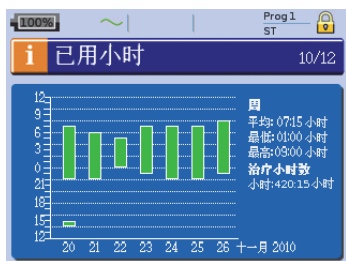 100%
Prog 1
ST
i 已用小时 10/12
12
9
6
3
0
21
18
15
12
20 21 22 23 24 25 26 十一月 2010
平均: 07:15 小时
最低: 01:00 小时
最高: 09:00 小时
治疗小时数
小时: 420:15 小时